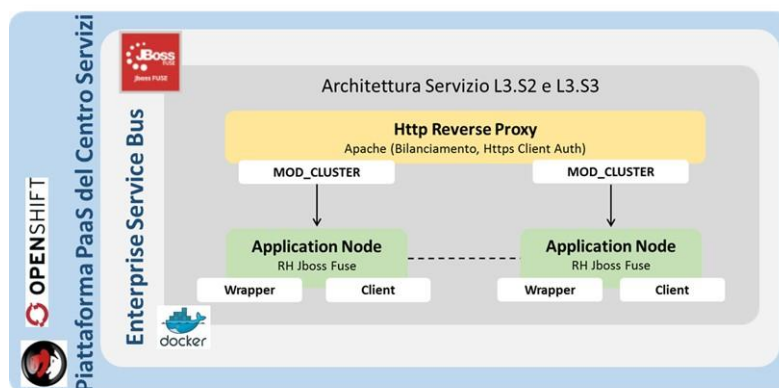 OPENSHIFT
Piattaforma PaaS del Centro Servizi
Enterprise Service Bus
JBoss
FUSE
Jboss FUSE
docker
Architettura Servizio L3.S2 e L3.S3
Http Reverse Proxy
Apache (Bilanciamento, Https Client Auth)
MOD_CLUSTER
MOD_CLUSTER
Application Node
RH Jboss Fuse
Wrapper
Client
Application Node
RH Jboss Fuse
Wrapper
Client